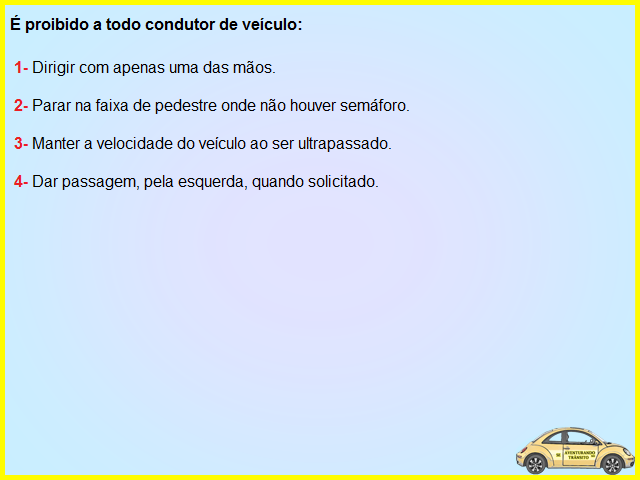 É proibido a todo condutor de veículo:
1- Dirigir com apenas uma das mãos.
2- Parar na faixa de pedestre onde não houver semáforo.
3- Manter a velocidade do veículo ao ser ultrapassado.
4- Dar passagem, pela esquerda, quando solicitado.
AVENTURANDO
TRÂNSITO